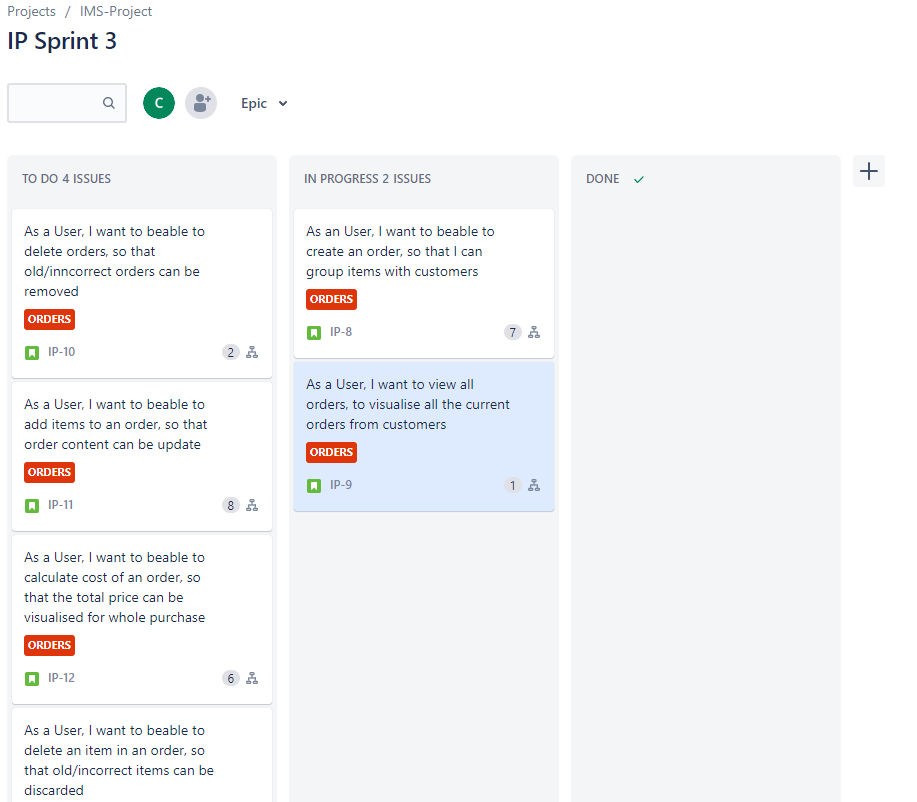 Projects / IMS-Project
IP Sprint 3
C
Epic
TO DO 4 ISSUES
As a User, I want to beable to
delete orders, so that
old/inncorrect orders can be
removed
ORDERS
IP-10
2
As a User, I want to beable to
add items to an order, so that
order content can be update
ORDERS
IP-11
8
As a User, I want to beable to
calculate cost of an order, so
that the total price can be
visualised for whole purchase
ORDERS
IP-12
6
As a User, I want to beable to
delete an item in an order, so
that old/incorrect items can be
discarded
IN PROGRESS 2 ISSUES
As an User, I want to beable to
create an order, so that I can
group items with customers
ORDERS
IP-8
7
As a User, I want to view all
orders, to visualise all the current
orders from customers
ORDERS
IP-9
1
DONE